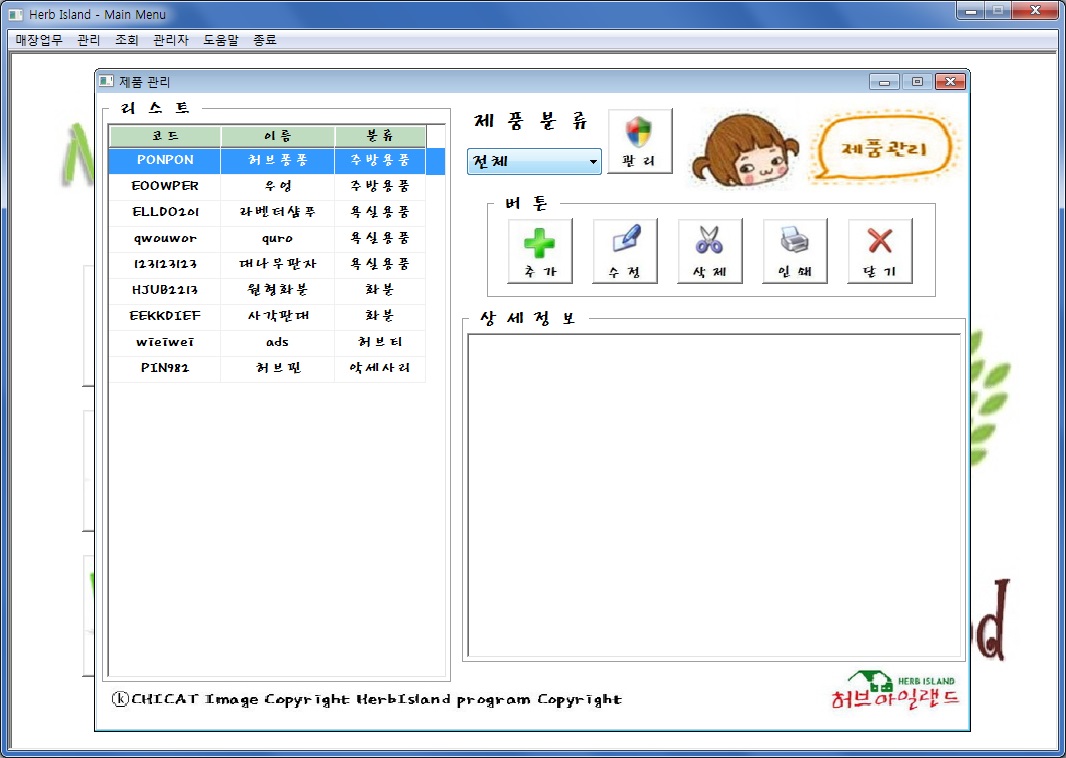 Herb Island - Main Menu
매장업무 관리 조회 관리자 도움말 종료
제품 관리
리 스 트
코드 이름 분류
PONPON 허브퐁퐁 주방용품
EOOWPER 우엉 주방용품
ELLDO201 라벤더샴푸 욕실용품
qwouwor quro 욕실용품
123123123 대나무판자 욕실용품
HJUB2213 원형화분 화분
EEKKDIEF 사각판대 화분
wieiwei ads 허브티
PIN982 허브핀 악세사리
제 품 분 류
전체
관 리
제품관리
버 튼
추 가
수 정
삭 제
인 쇄
닫 기
상 세 정 보
ⓚCHICAT Image Copyright HerbIsland program Copyright
HERB ISLAND
허브아일랜드
d